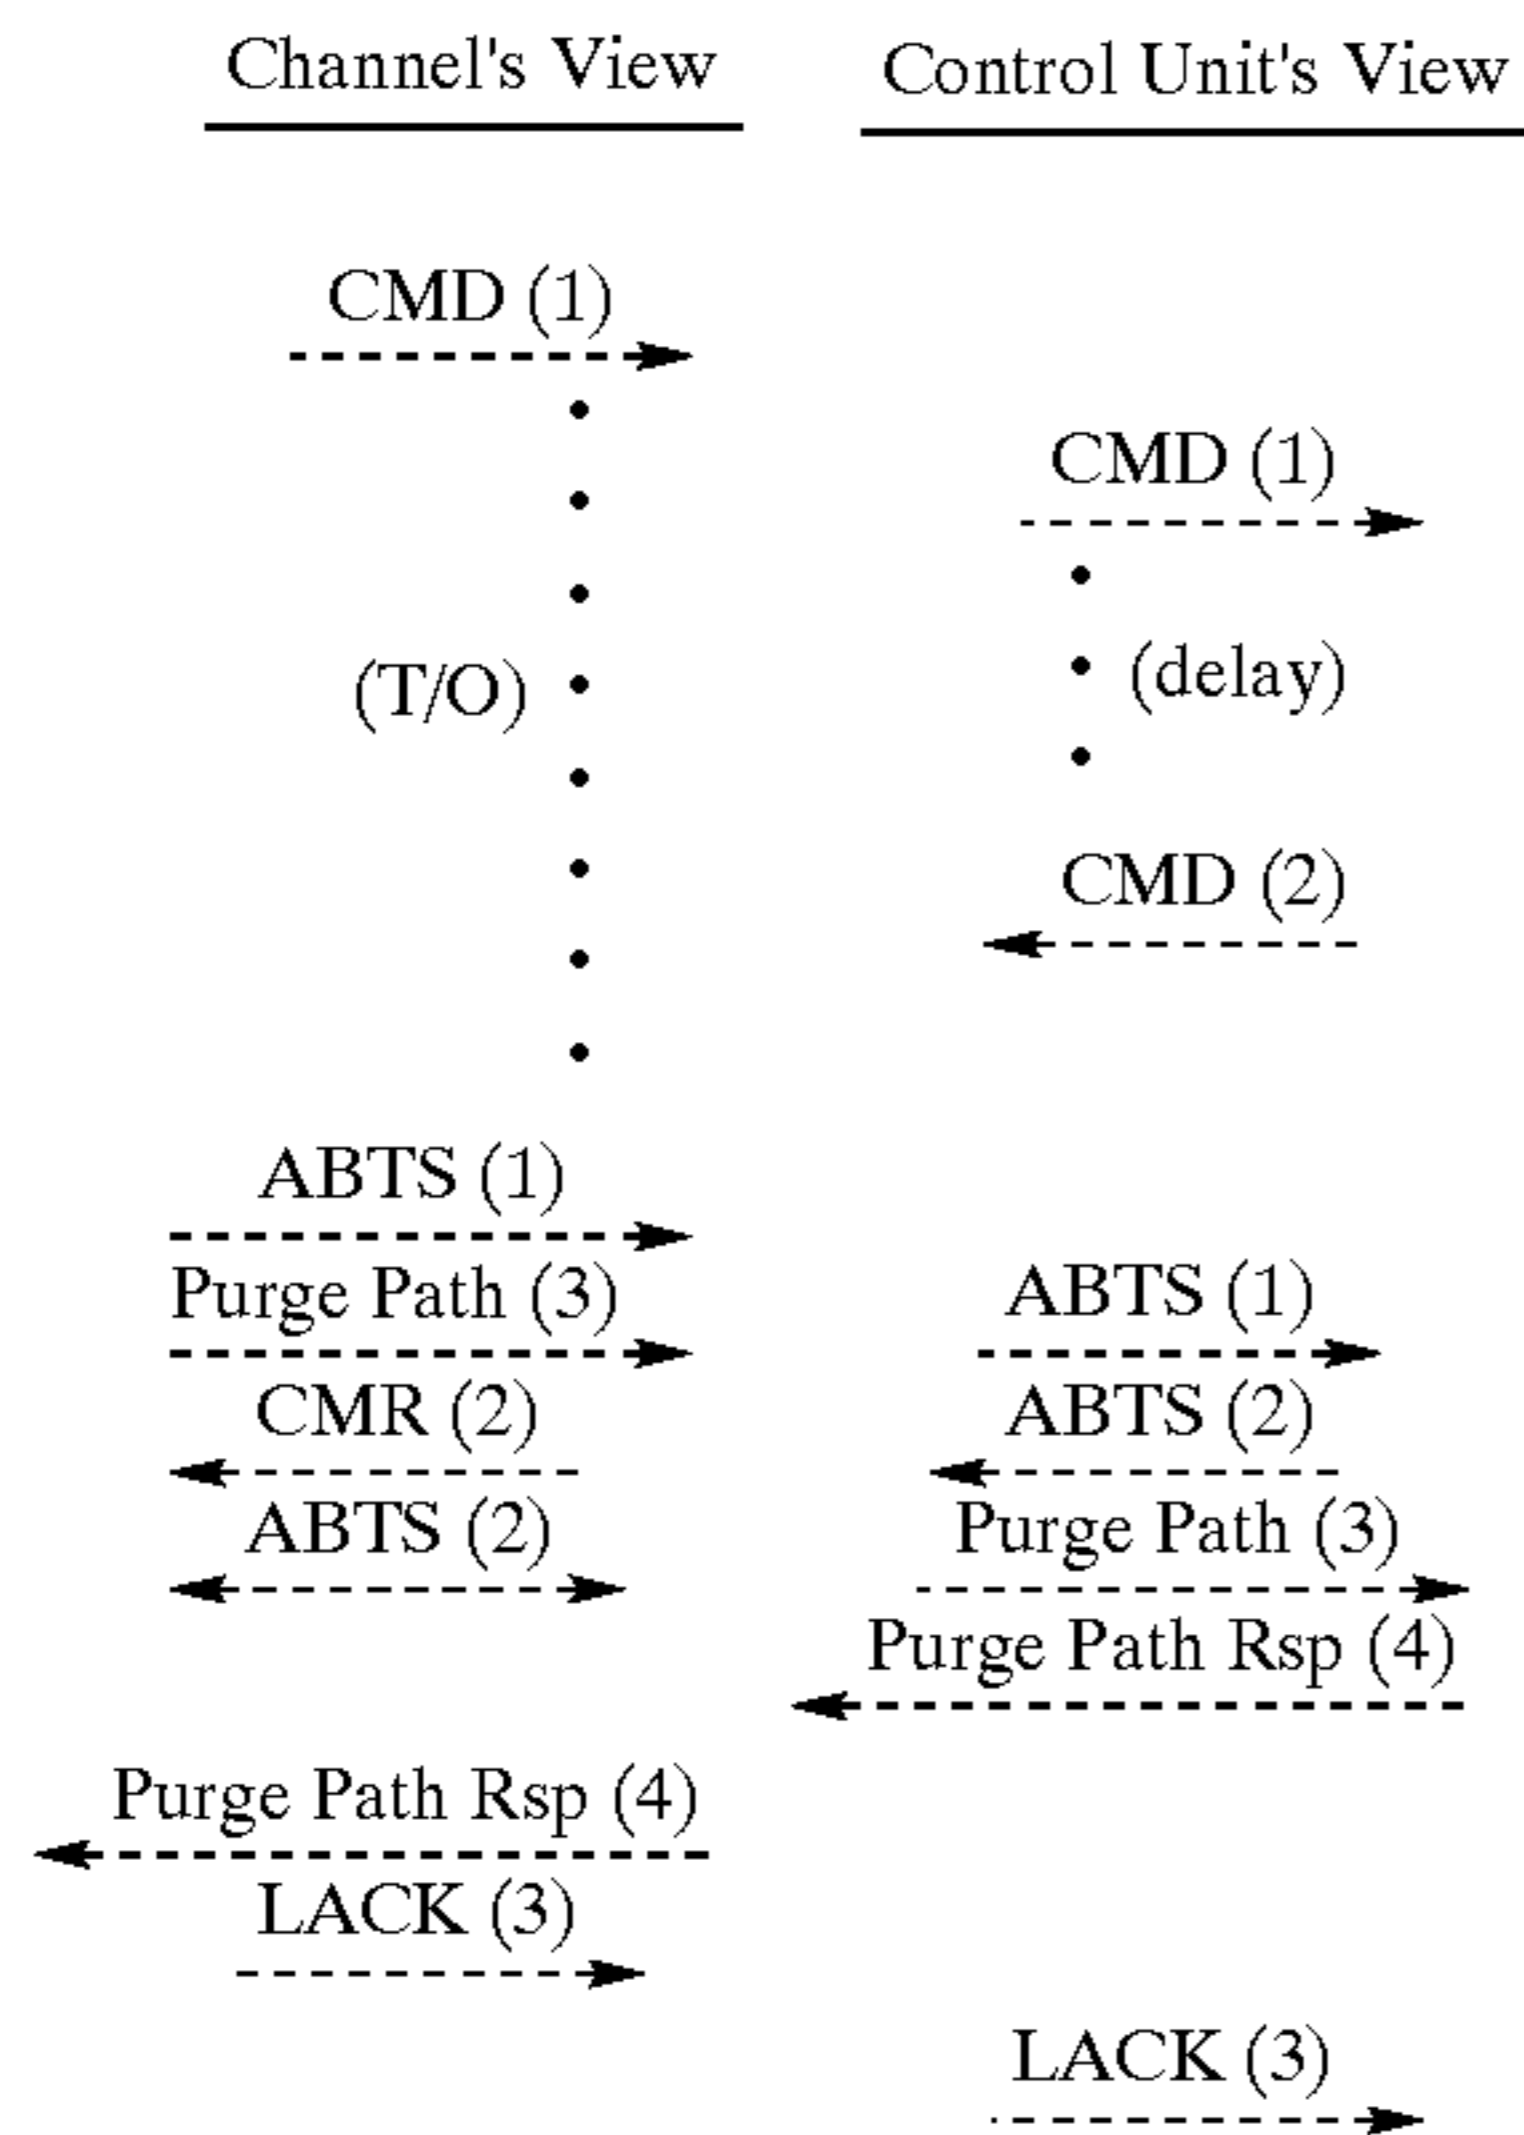 Channel's View
Control Unit's View
CMD (1)
CMD (1)
(T/O)
(delay)
CMD (2)
ABTS (1)
Purge Path (3)
ABTS (1)
CMR (2)
ABTS (2)
ABTS (2)
Purge Path (3)
Purge Path Rsp (4)
Purge Path Rsp (4)
LACK (3)
LACK (3)